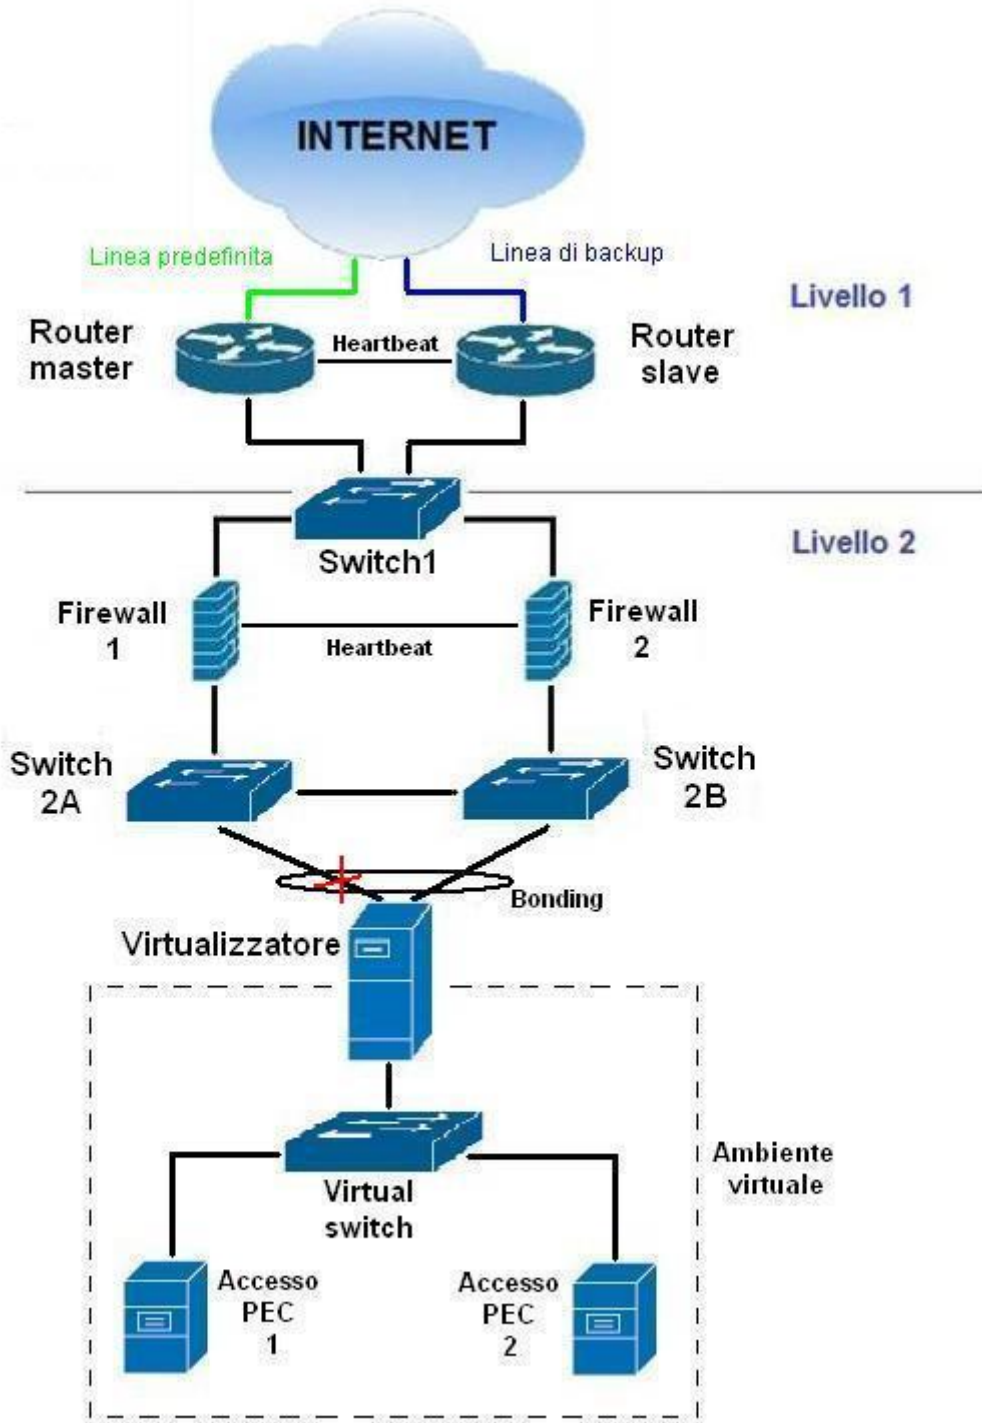 INTERNET
Linea predefinita
Linea di backup
Livello 1
Router
master
Heartbeat
Router
slave
Switch1
Livello 2
Firewall
1
Heartbeat
Firewall
2
Switch
2A
Switch
2B
Bonding
Virtualizzatore
Ambiente
virtuale
Virtual
switch
Accesso
PEC
1
Accesso
PEC
2